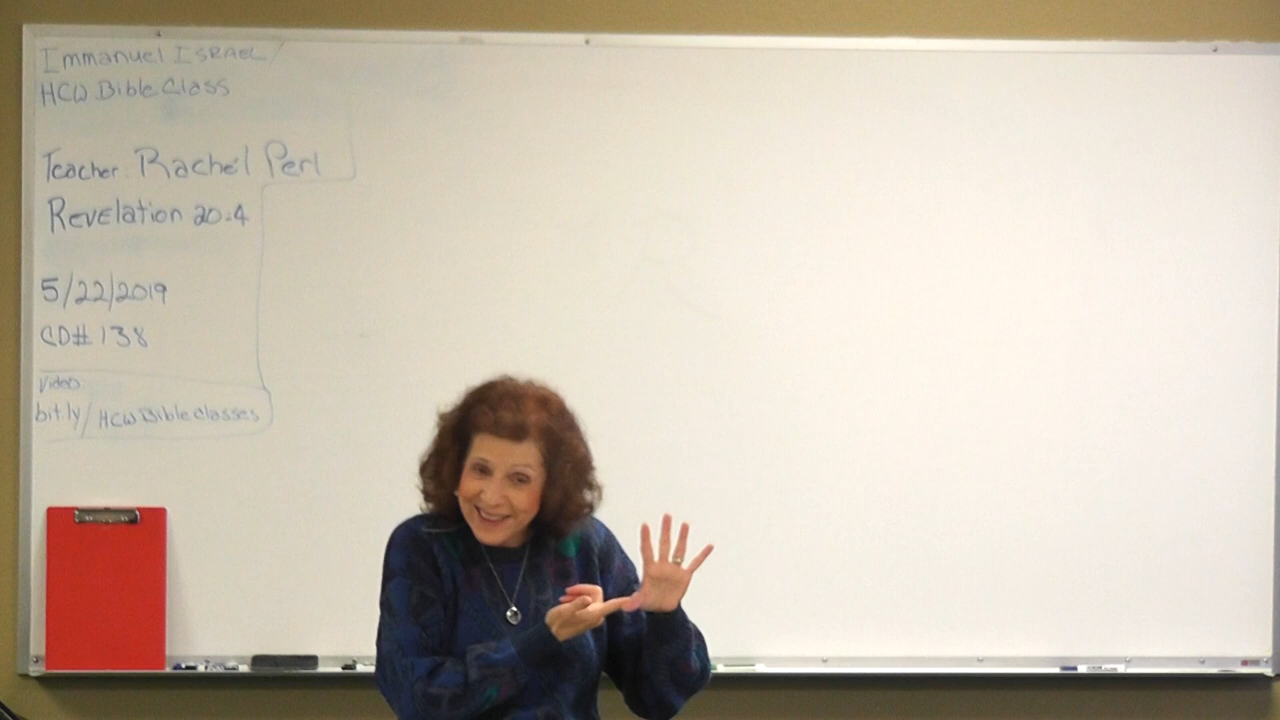 Immanuel ISRAEL/
HCW Bible Class
Teacher: Rachel Perl
Revelation 20:4
5/22/2019
CD# 138
Video:
bit.ly/HCWBibleclasses